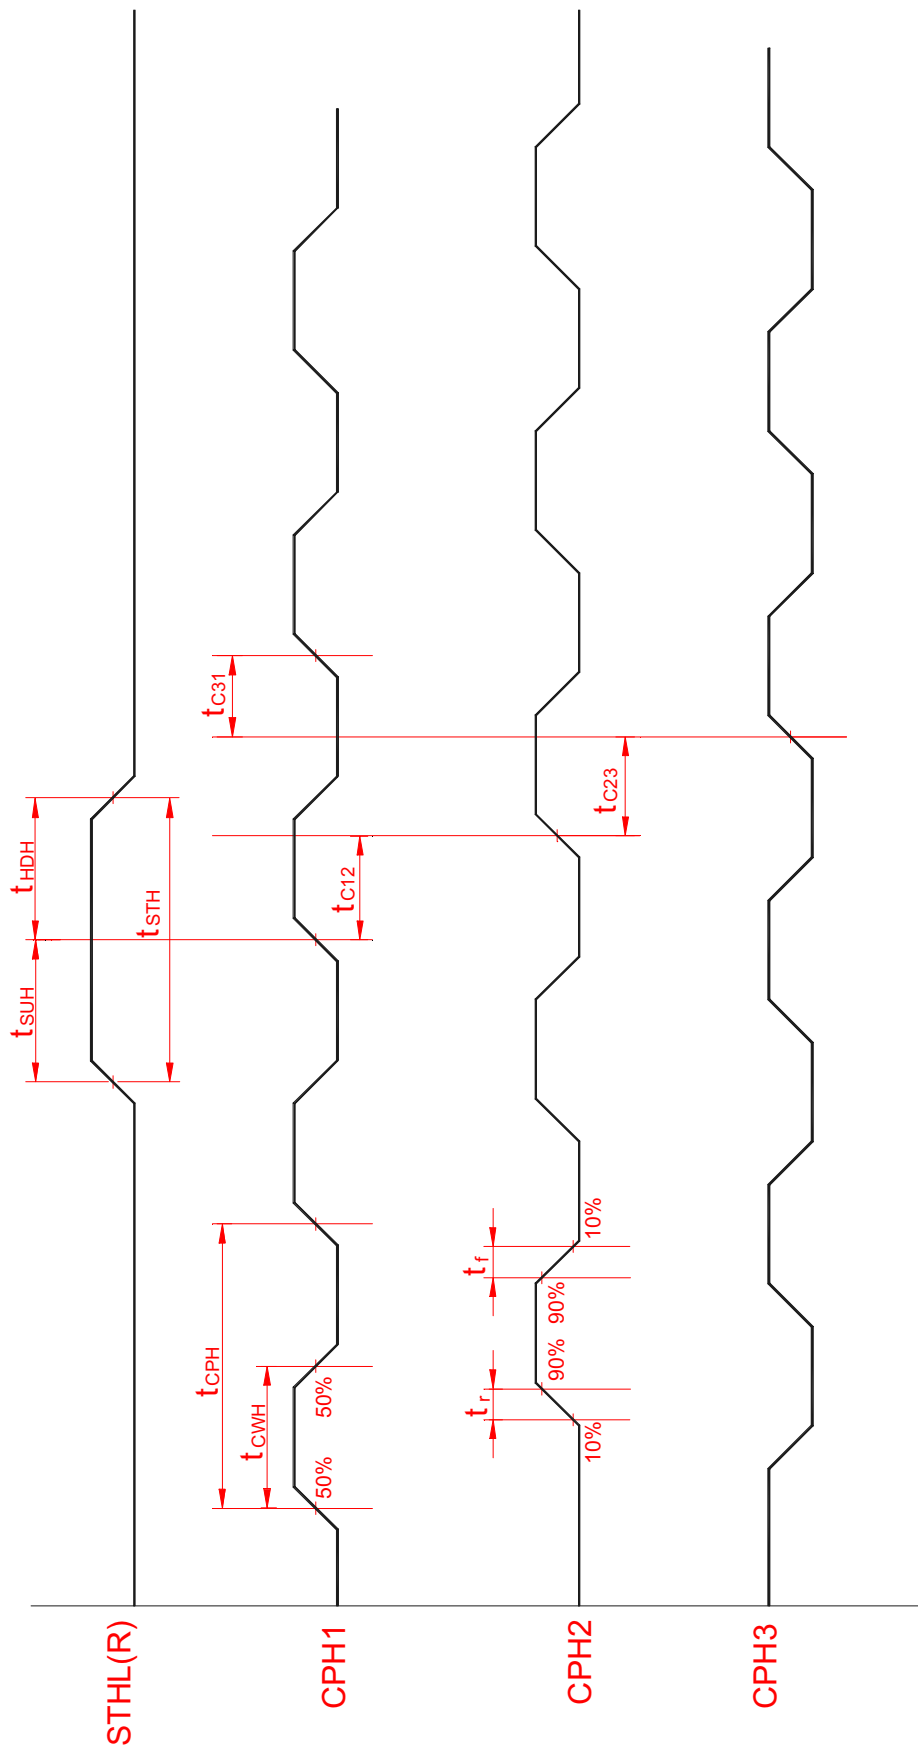 STHL(R)
tSUH
tHDH
tSTH
CPH1
tCPH
tCWH
50%
50%
tC12
tC31
CPH2
tr
tf
10%
90%
90%
10%
tC23
CPH3